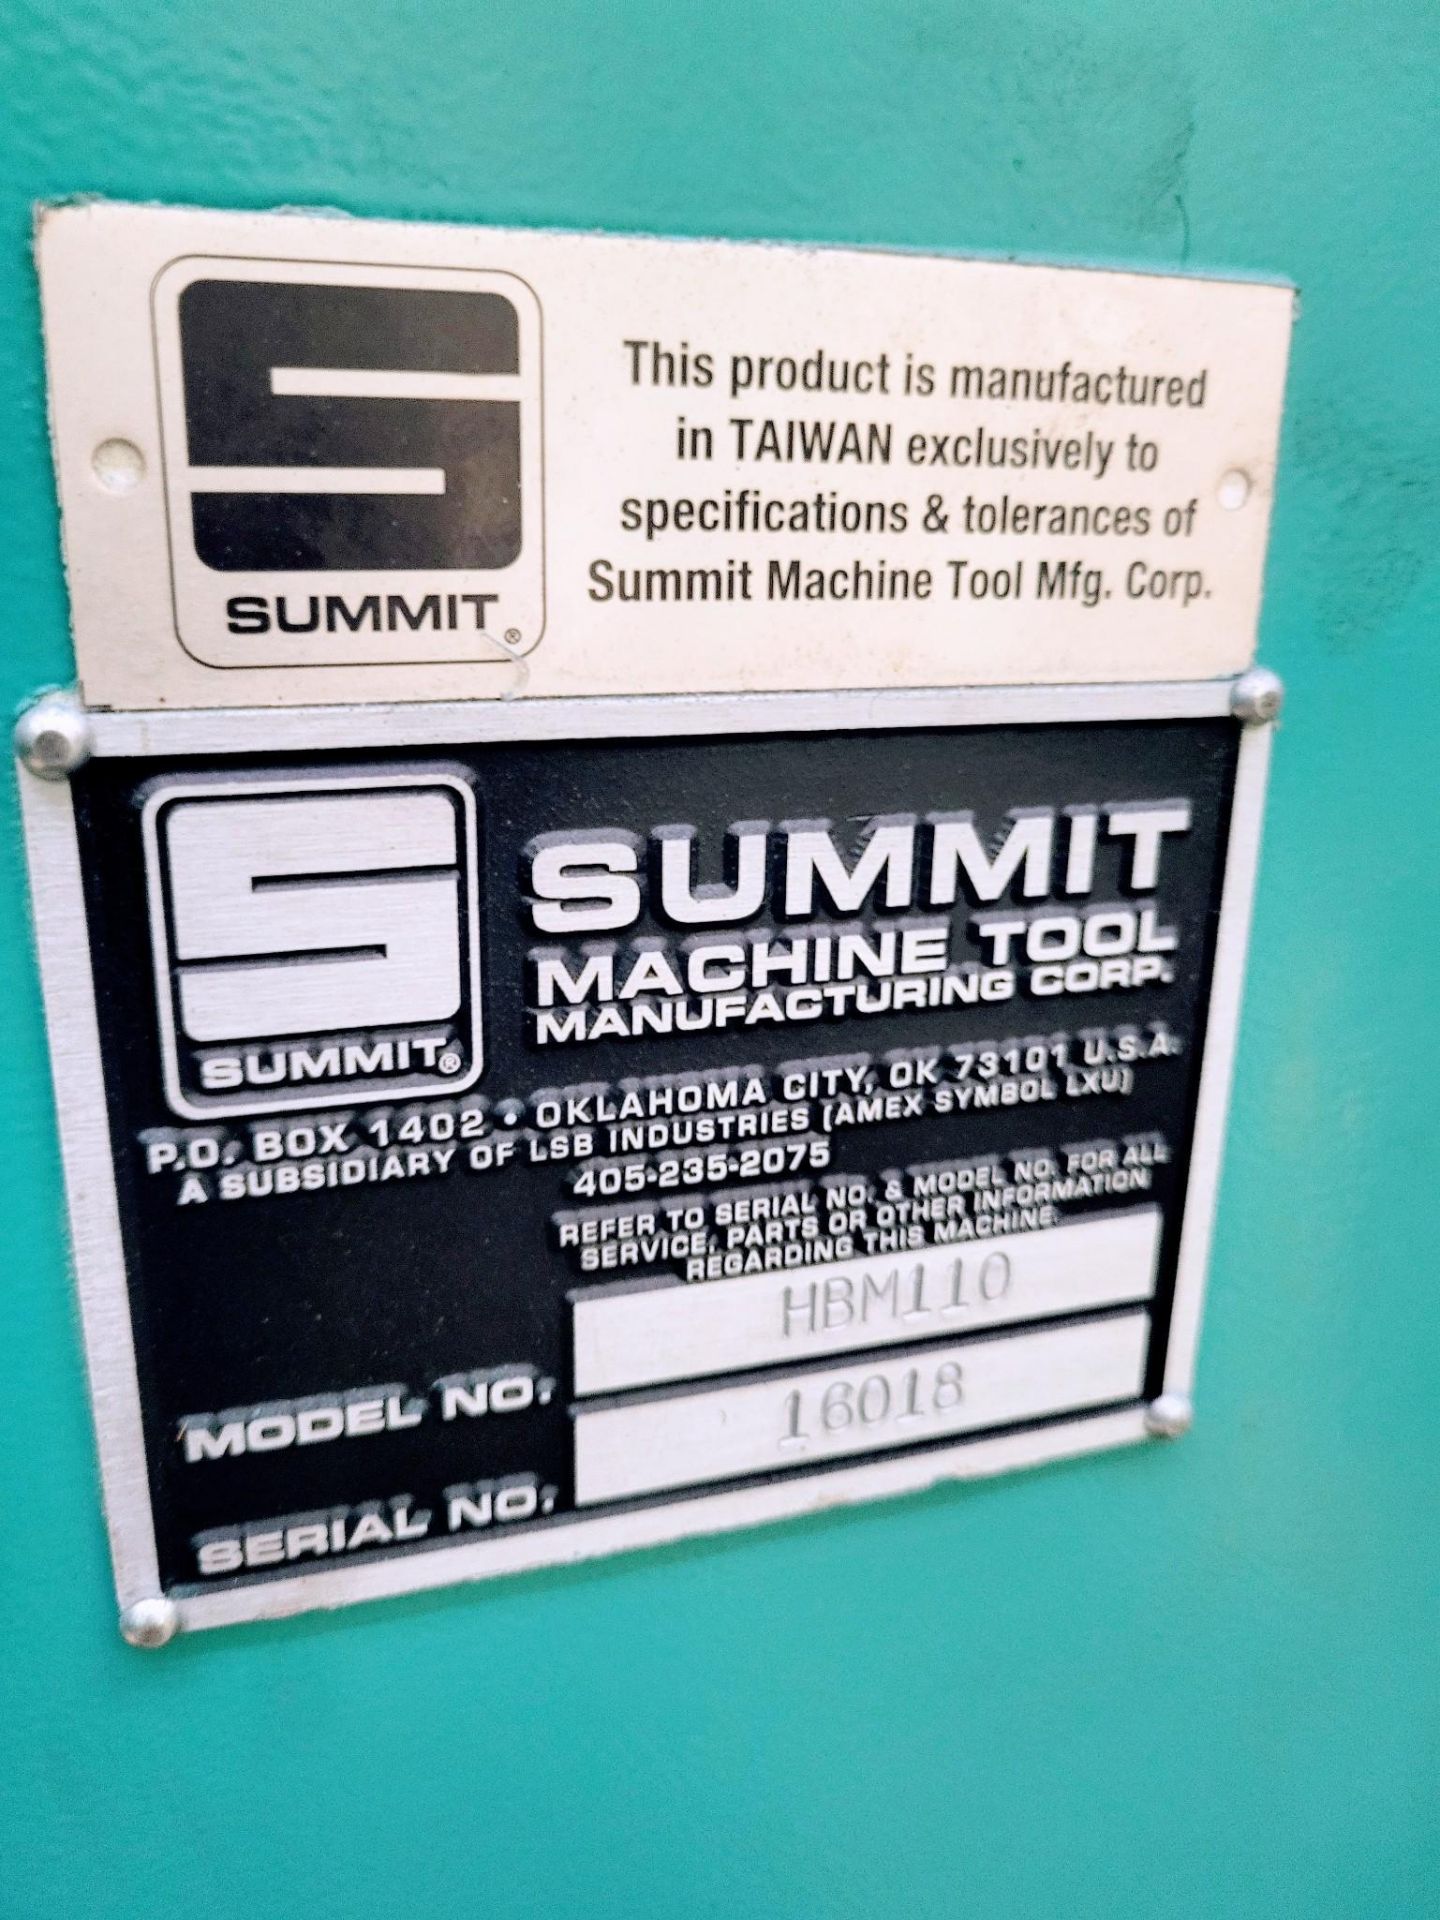 SUMMIT®
This product is manufactured
in TAIWAN exclusively to
specifications & tolerances of
Summit Machine Tool Mfg. Corp.
SUMMIT®
SUMMIT
MACHINE TOOL
MANUFACTURING CORP.
P.O. BOX 1402 • OKLAHOMA CITY, OK 73101 U.S.A.
A SUBSIDIARY OF LSB INDUSTRIES (AMEX SYMBOL LXU)
405-235-2075
REFER TO SERIAL NO. & MODEL NO. FOR ALL
SERVICE, PARTS OR OTHER INFORMATION
REGARDING THIS MACHINE.
MODEL NO. HBM110
SERIAL NO. 16018